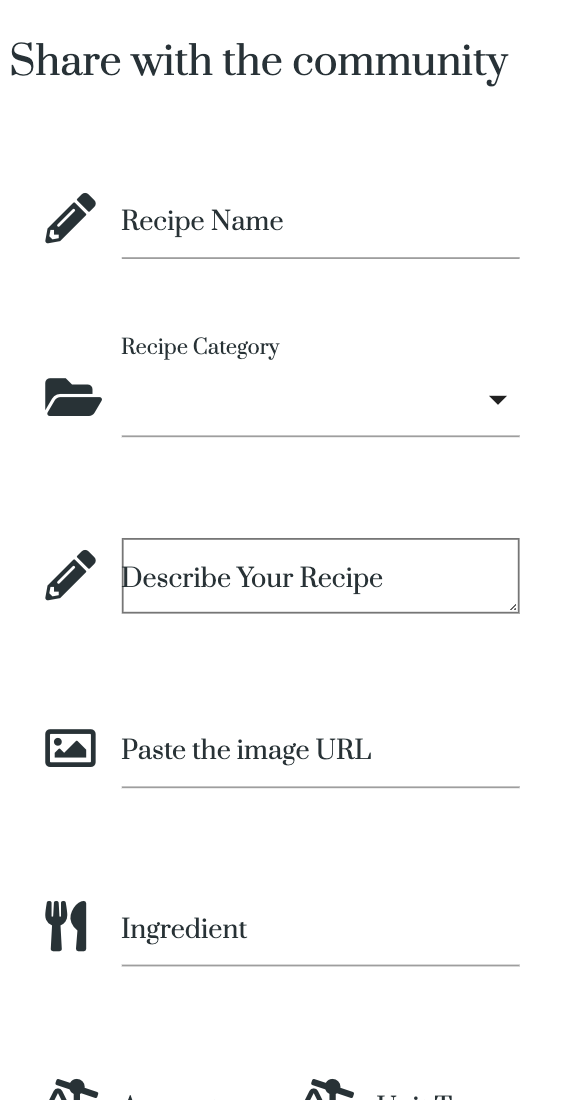 Share with the community
Recipe Name
Recipe Category
Describe Your Recipe
Paste the image URL
Ingredient